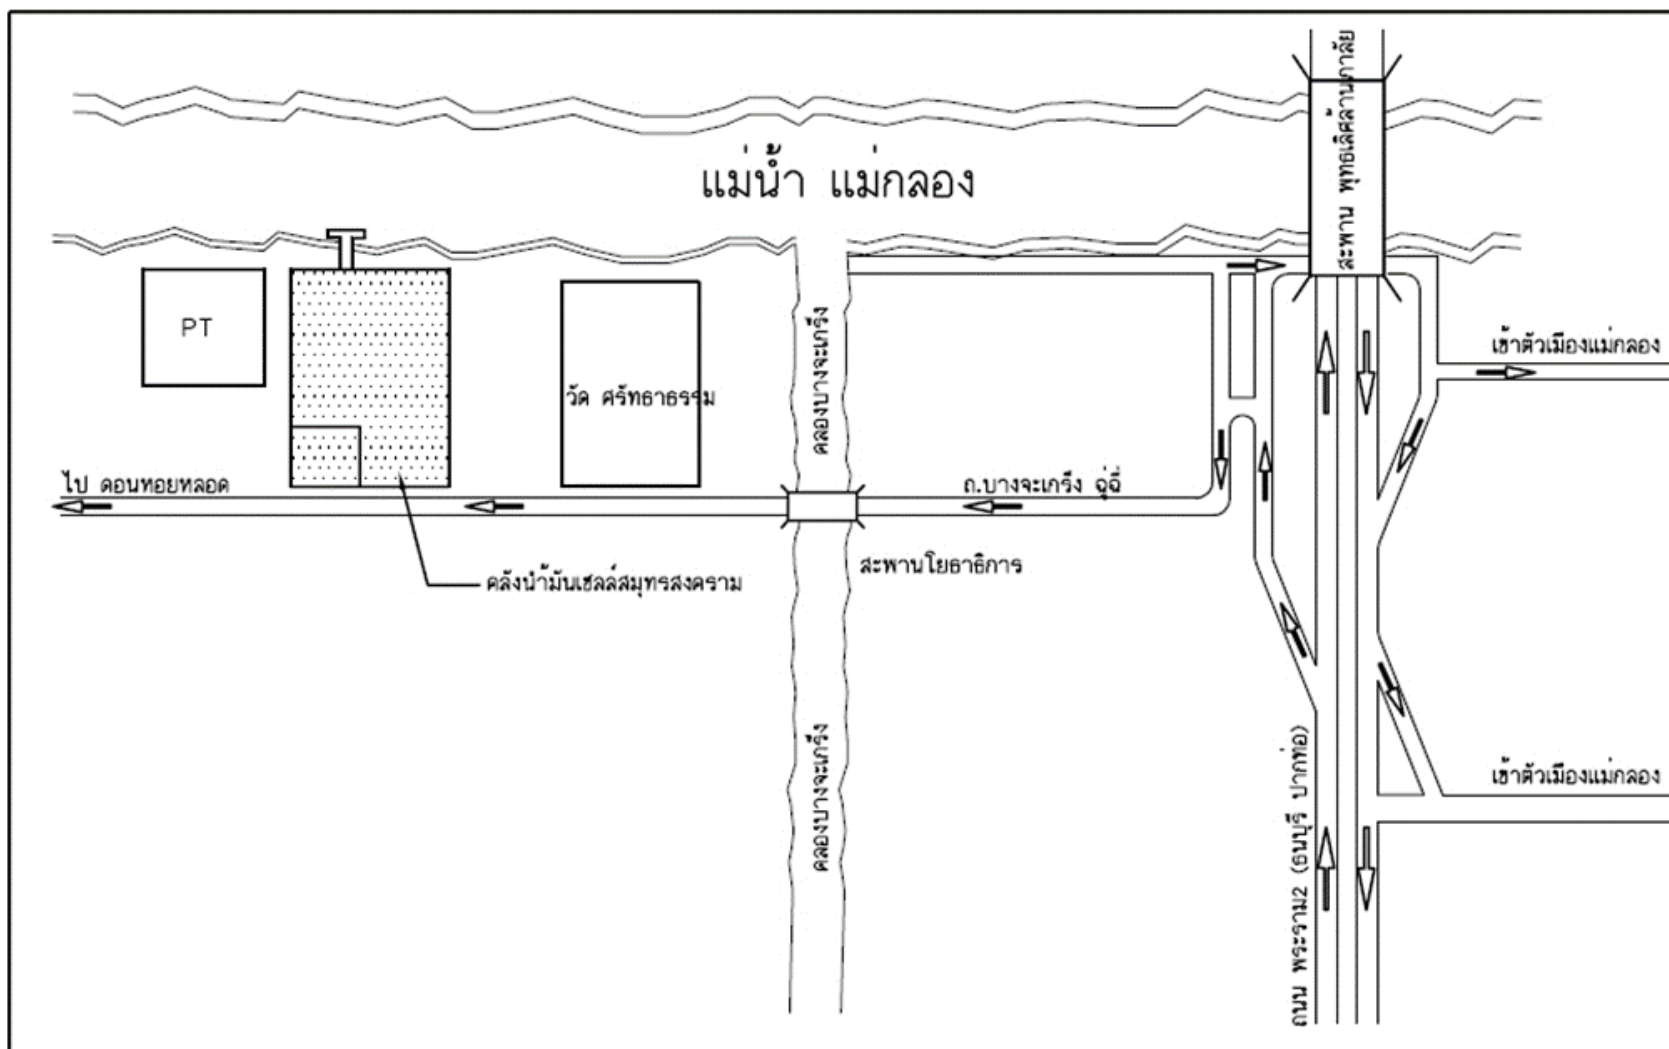 สะพาน พุทธเลิศหล้านภาลัย
แม่น้ำ แม่กลอง
PT
คลองบางจะเกร็ง
เข้าตัวเมืองแม่กลอง
วัด ศรัทธาธรรม
ไป ดอนหอยหลอด
ถ.บางจะเกร็ง ฉู่ฉี่
สะพานโยธาธิการ
คลังน้ำมันเชลล์สมุทรสงคราม
คลองบางจะเกร็ง
ถนน พระราม2 (ธนบุรี ปากท่อ)
เข้าตัวเมืองแม่กลอง